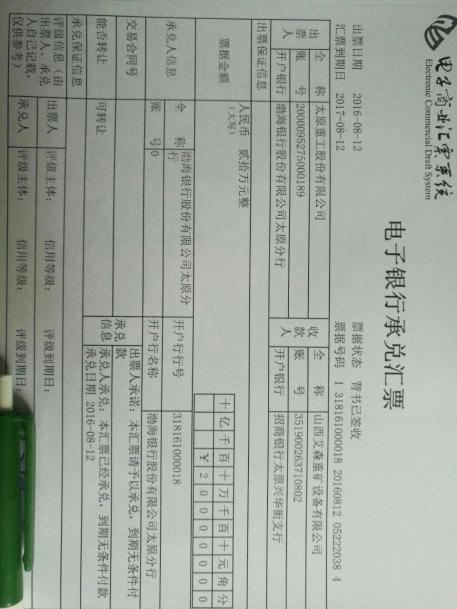 电子商业汇票系统
Electronic Commercial Draft System
电子银行承兑汇票
出票日期 2016-08-12 票据状态 背书已签收
汇票到期日 2017-08-12 票据号码 1 318161000018 20160812 05222038 4
出票人 全称 太原重工股份有限公司 收款人 全称 山西艾森重矿设备有限公司
账号 2000095275000189 账号 351900263710802
开户银行 渤海银行股份有限公司太原分行 开户银行 招商银行太原兴华街支行
出票保证信息
票据金额 人民币(大写) 贰拾万元整 十亿千百十万千百十元角分
¥20000000
承兑人信息 全称 渤海银行股份有限公司太原分行 开户行行号 318161000018
账号 0 开户行名称 渤海银行股份有限公司太原分行
交易合同号 承兑信息 出票人承诺:本汇票请予以承兑,到期无条件付款
能否转让 可转让 承兑人承兑:本汇票已经承兑,到期无条件付款
承兑日期 2016-08-12
承兑保证信息
评级信息(由出票人、承兑人自己记载,仅供参考) 出票人 评级主体: 信用等级: 评级到期日:
承兑人 评级主体: 信用等级: 评级到期日: